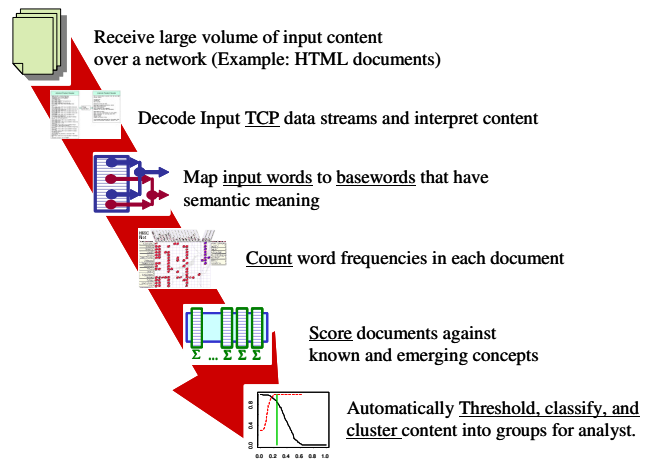 Receive large volume of input content
over a network (Example: HTML documents)
Decode Input TCP data streams and interpret content
Map input words to basewords that have
semantic meaning
Count word frequencies in each document
Score documents against
known and emerging concepts
Σ ... Σ Σ Σ
Automatically Threshold, classify, and
cluster content into groups for analyst.
0.8
0.4
0.0
0.0 0.2 0.4 0.6 0.8 1.0